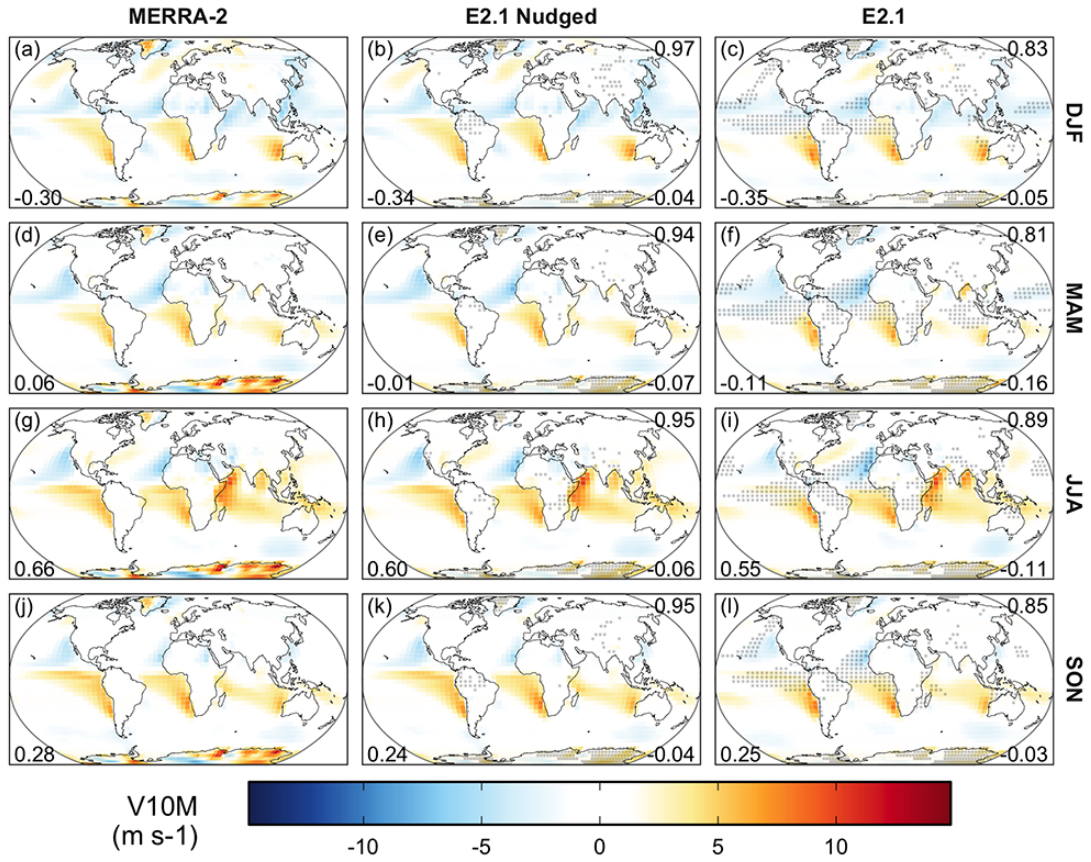 MERRA-2 E2.1 Nudged E2.1
(a) (b) 0.97 (c) 0.83
DJF
-0.30 -0.34 -0.04 -0.35 -0.05
(d) (e) 0.94 (f) 0.81
MAM
0.06 -0.01 -0.07 -0.11 -0.16
(g) (h) 0.95 (i) 0.89
JJA
0.66 0.60 -0.06 0.55 -0.11
(j) (k) 0.95 (l) 0.85
SON
0.28 0.24 -0.04 0.25 -0.03
V10M
(m s-1)
-10 -5 0 5 10